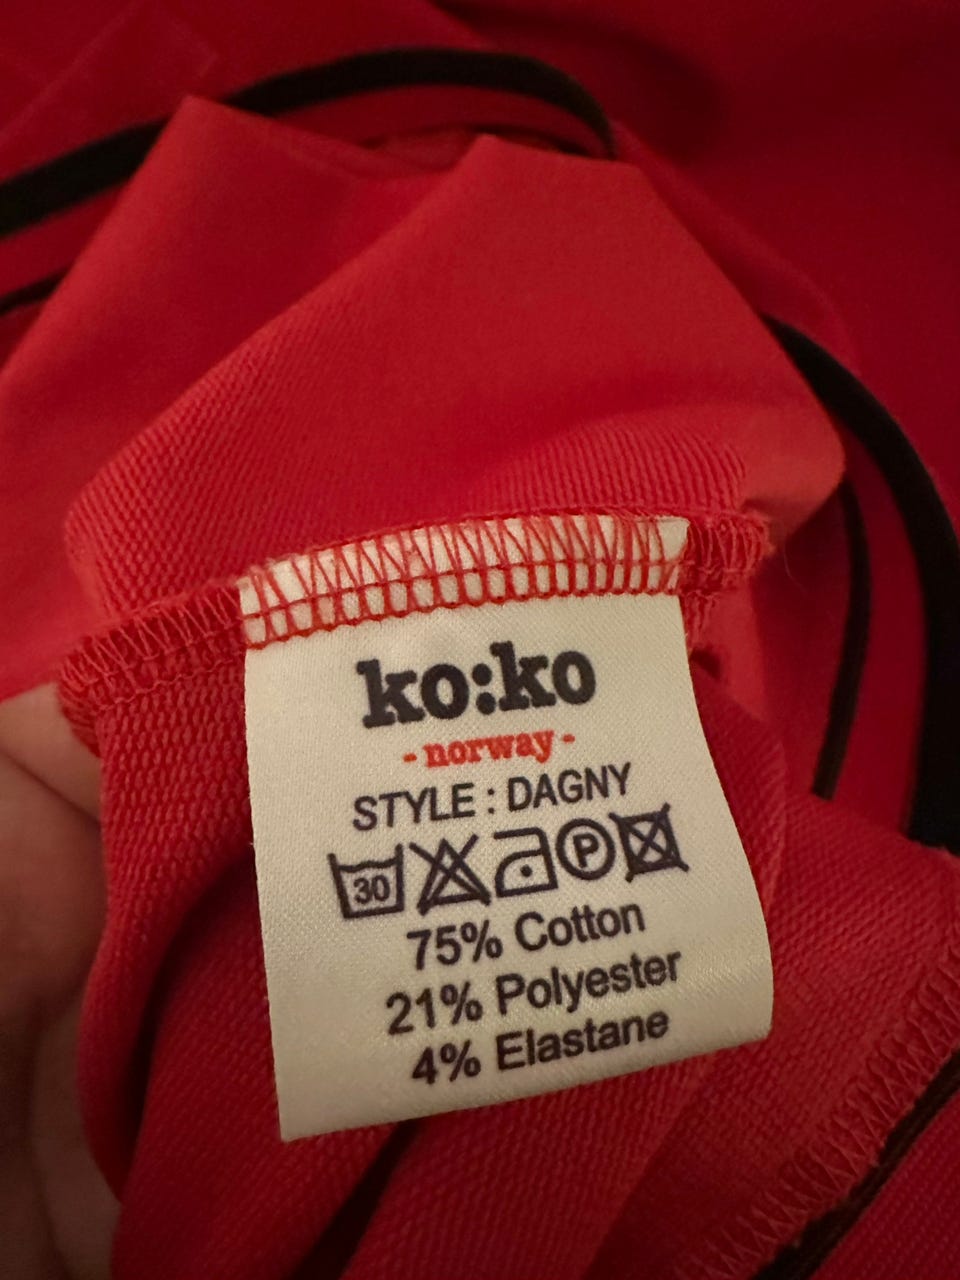 ko:ko
- norway -
STYLE : DAGNY
30 P
75% Cotton
21% Polyester
4% Elastane